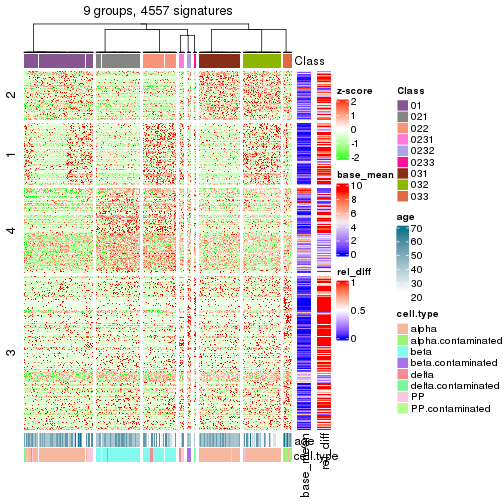 9 groups, 4557 signatures
Class
2
1
4
3
age
cell.type
base_mean
rel_diff
z-score
2
1
0
-1
-2
base_mean
10
8
6
4
2
0
rel_diff
1
0.5
0
Class
01
021
022
0231
0232
0233
031
032
033
age
70
60
50
40
30
20
cell.type
alpha
alpha.contaminated
beta
beta.contaminated
delta
delta.contaminated
PP
PP.contaminated